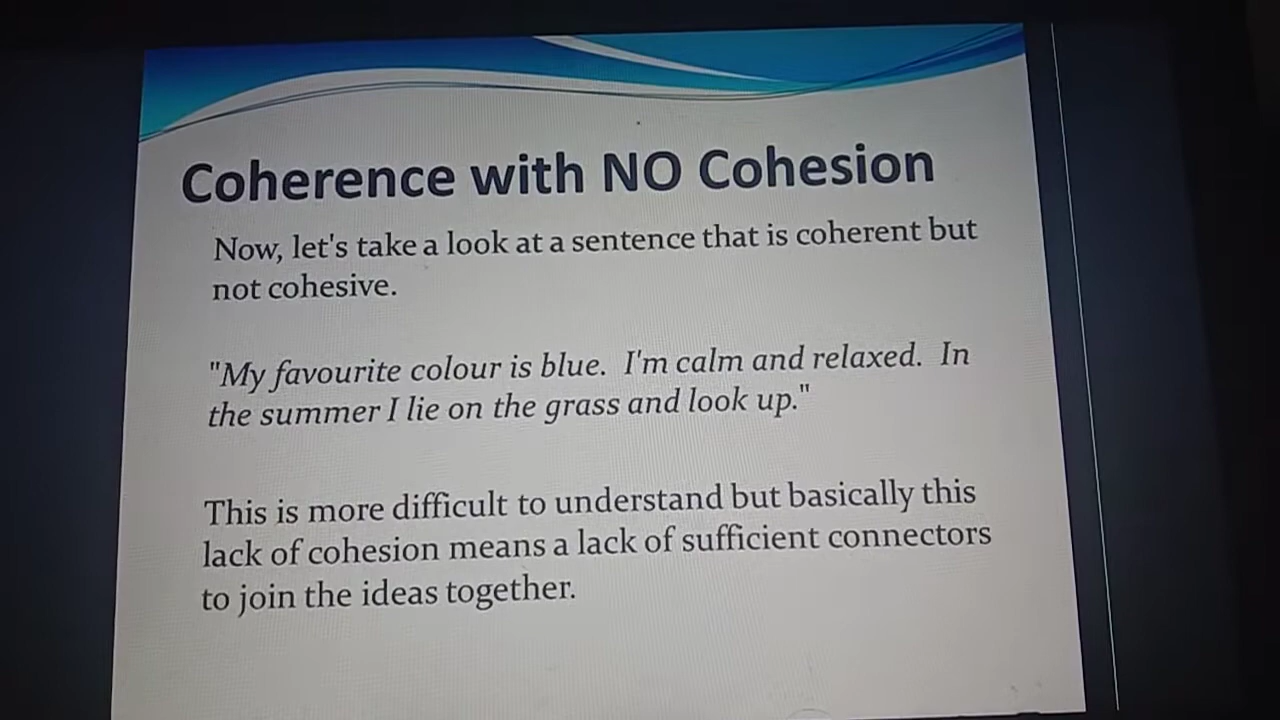 Coherence with NO Cohesion
Now, let's take a look at a sentence that is coherent but
not cohesive.
"My favourite colour is blue.  I'm calm and relaxed.  In
the summer I lie on the grass and look up."
This is more difficult to understand but basically this
lack of cohesion means a lack of sufficient connectors
to join the ideas together.